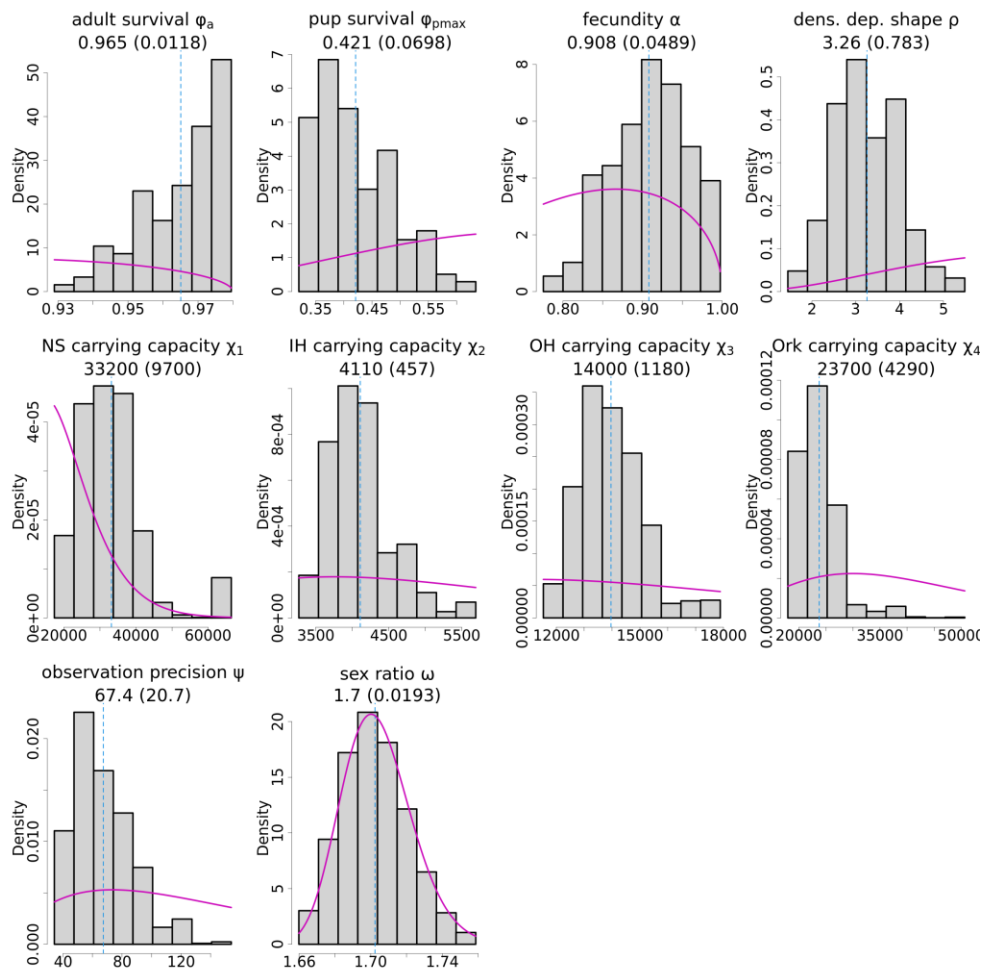 adult survival φa
0.965 (0.0118)
pup survival φpmax
0.421 (0.0698)
fecundity α
0.908 (0.0489)
dens. dep. shape ρ
3.26 (0.783)
Density
0 10 20 30 40 50
0.93 0.95 0.97
Density
0 1 2 3 4 5 6 7
0.35 0.45 0.55
Density
0 2 4 6 8
0.80 0.90 1.00
Density
0.0 0.1 0.2 0.3 0.4 0.5
2 3 4 5
NS carrying capacity χ1
33200 (9700)
IH carrying capacity χ2
4110 (457)
OH carrying capacity χ3
14000 (1180)
Ork carrying capacity χ4
23700 (4290)
Density
0e+00 2e-05 4e-05
20000 40000 60000
Density
0e+00 4e-04 8e-04
3500 4500 5500
Density
0.00000 0.00015 0.00030
12000 15000 18000
Density
0.00000 0.00004 0.00008 0.00012
20000 35000 50000
observation precision ψ
67.4 (20.7)
sex ratio ω
1.7 (0.0193)
Density
0.000 0.010 0.020
40 80 120
Density
0 5 10 15 20
1.66 1.70 1.74